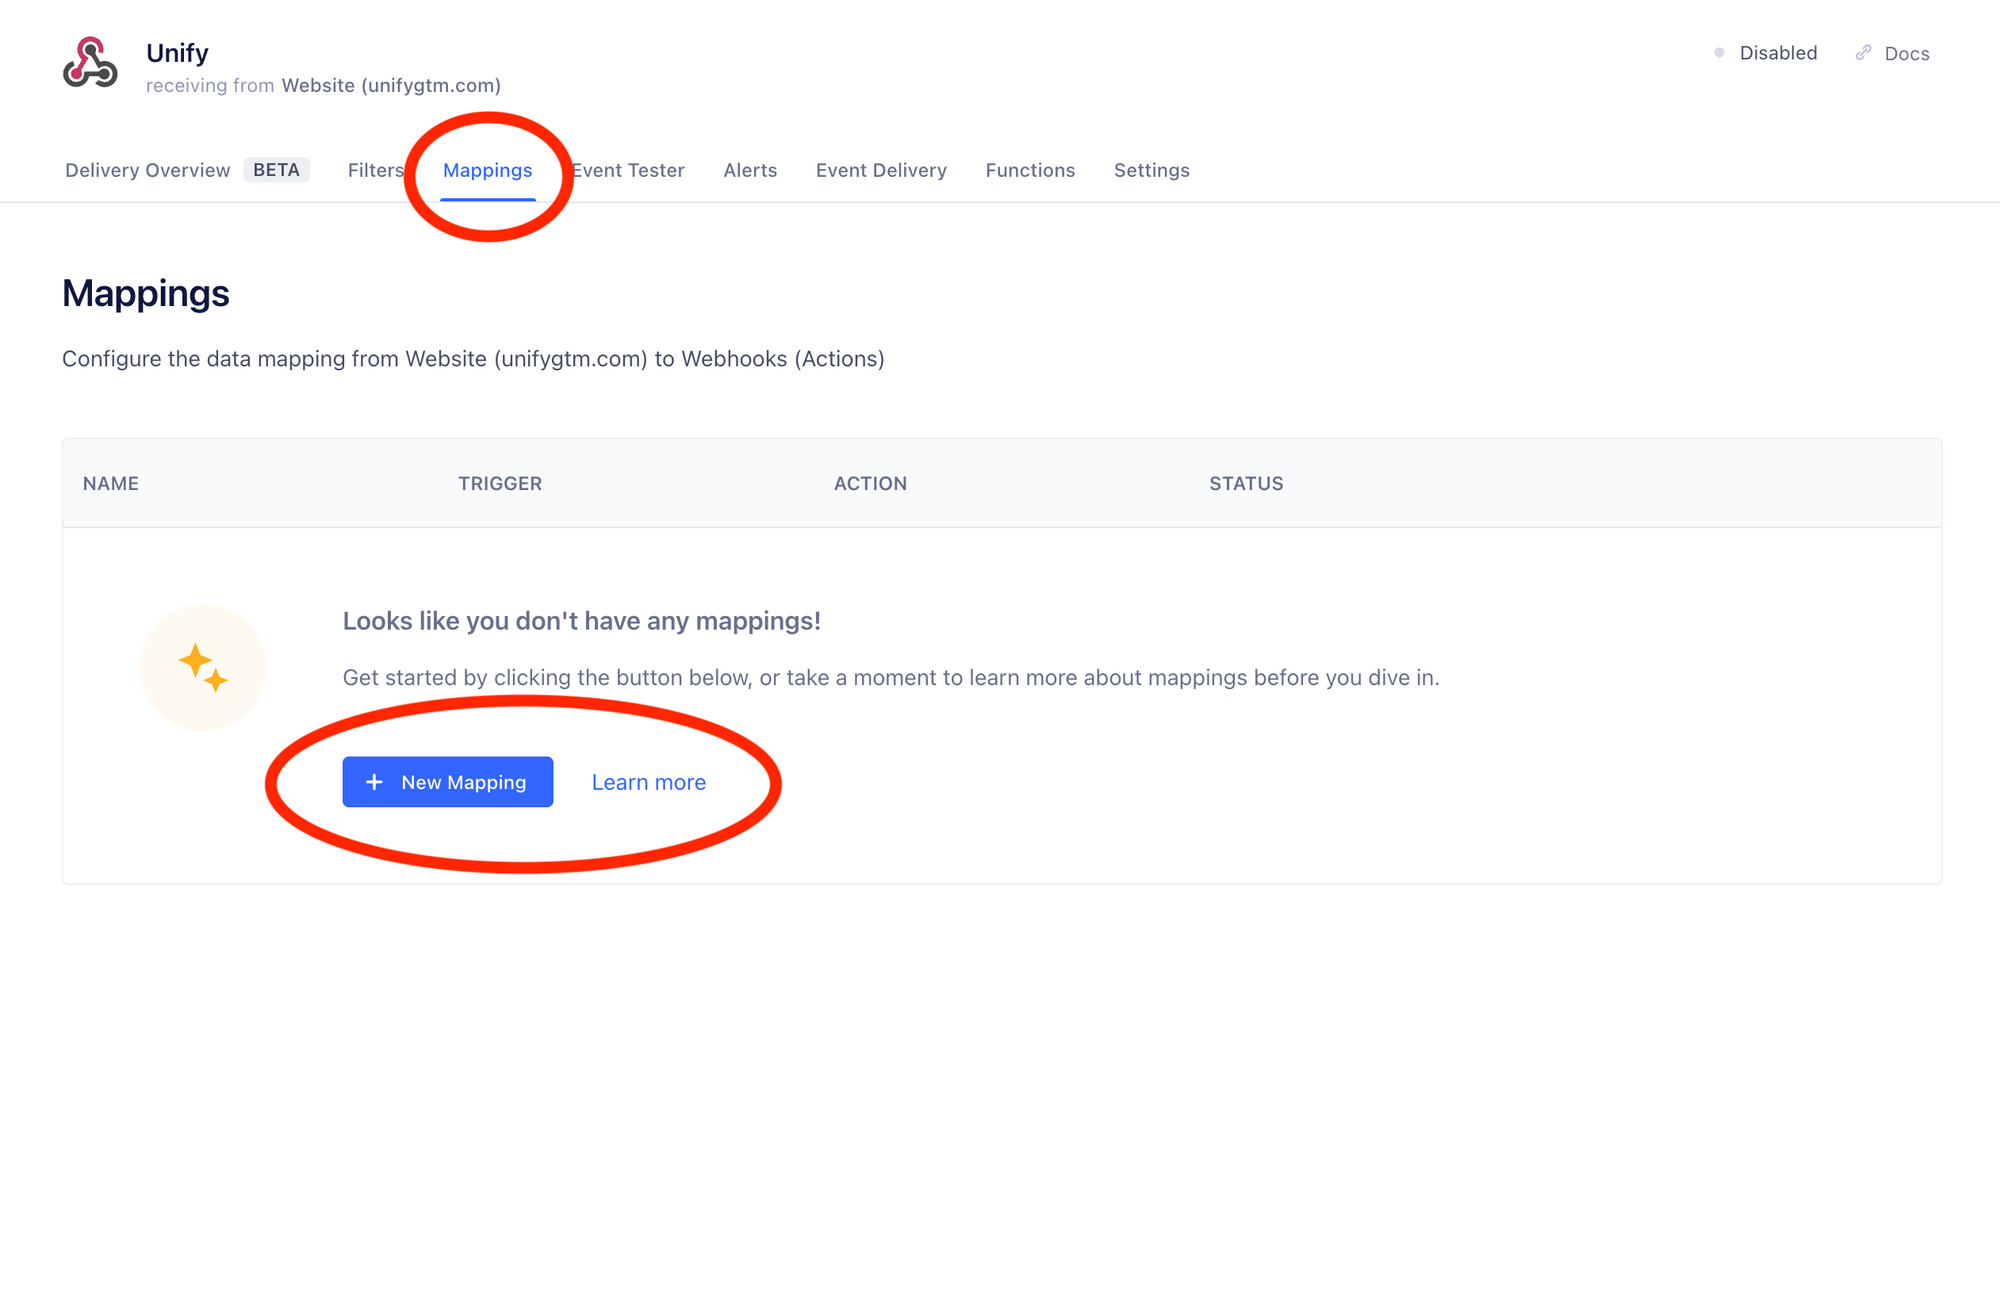 Unify
receiving from Website (unifygtm.com)
Disabled
Docs
Delivery Overview BETA Filters Mappings Event Tester Alerts Event Delivery Functions Settings
Mappings
Configure the data mapping from Website (unifygtm.com) to Webhooks (Actions)
NAME TRIGGER ACTION STATUS
Looks like you don't have any mappings!
Get started by clicking the button below, or take a moment to learn more about mappings before you dive in.
+ New Mapping Learn more